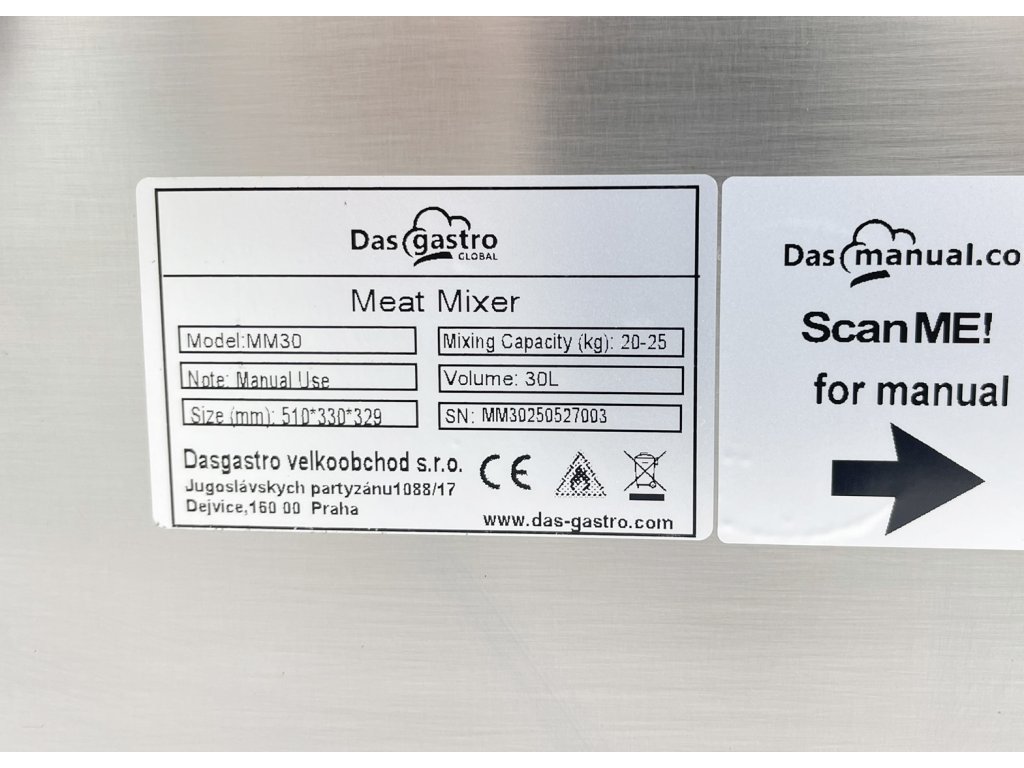 Das gastro
GLOBAL
Meat Mixer
Model:MM30
Mixing Capacity (kg): 20-25
Note: Manual Use
Volume: 30L
Size (mm): 510*330*329
SN: MM30250527003
Dasgastro velkoobchod s.r.o.
Jugoslávskych partyzánu1088/17
Dejvice,160 00 Praha
CE
www.das-gastro.com
Das manual.co
Scan ME!
for manual